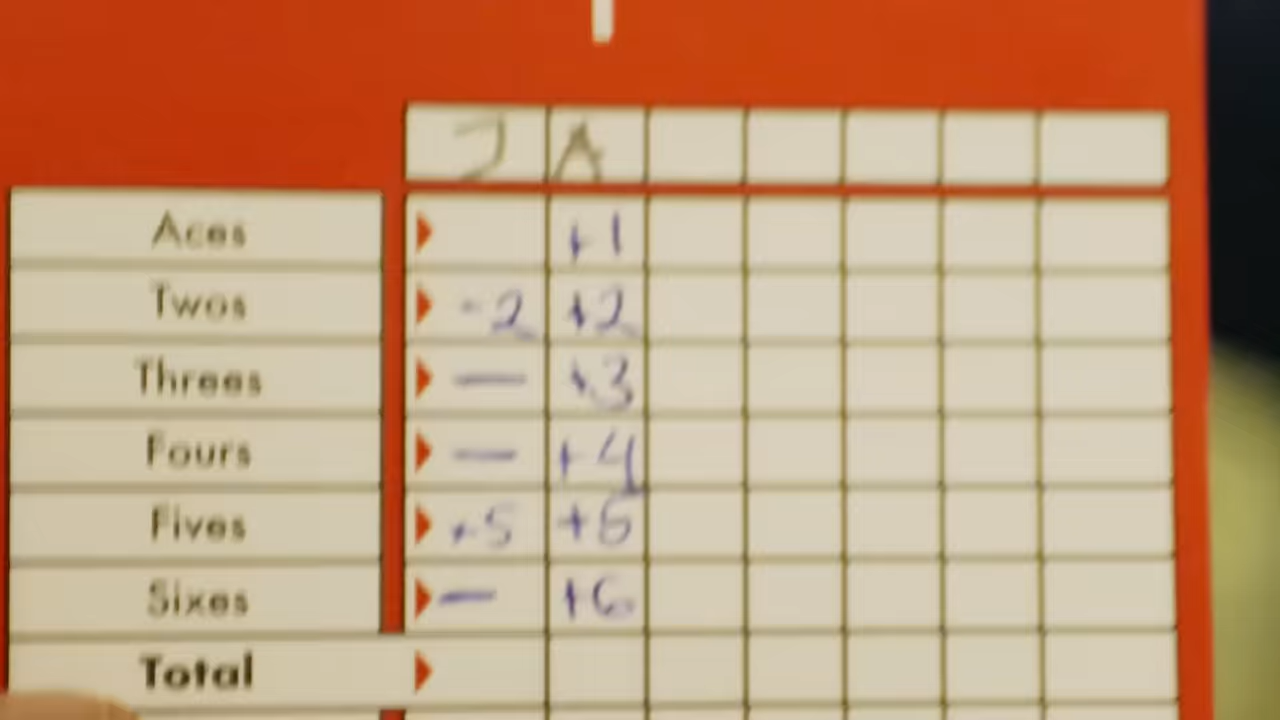 J A
Aces +1
Twos -2 +2
Threes — +3
Fours — +4
Fives +5 +5
Sixes — +6
Total